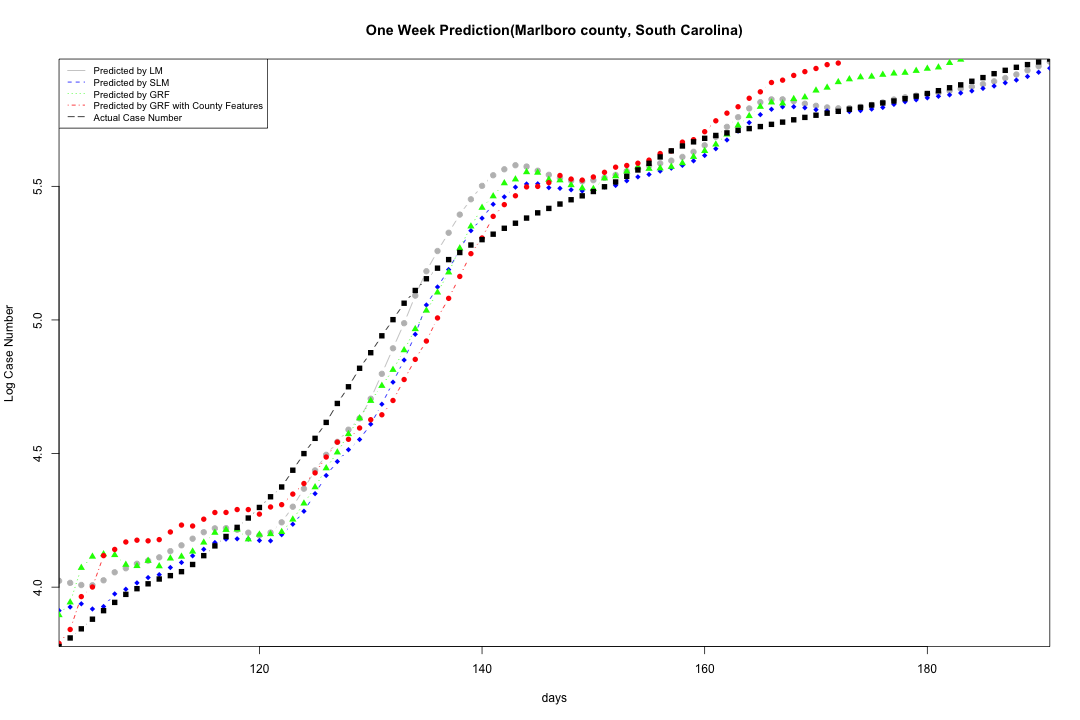 One Week Prediction(Marlboro county, South Carolina)
Predicted by LM
Predicted by SLM
Predicted by GRF
Predicted by GRF with County Features
Actual Case Number
Log Case Number
5.5
5.0
4.5
4.0
120 140 160 180
days